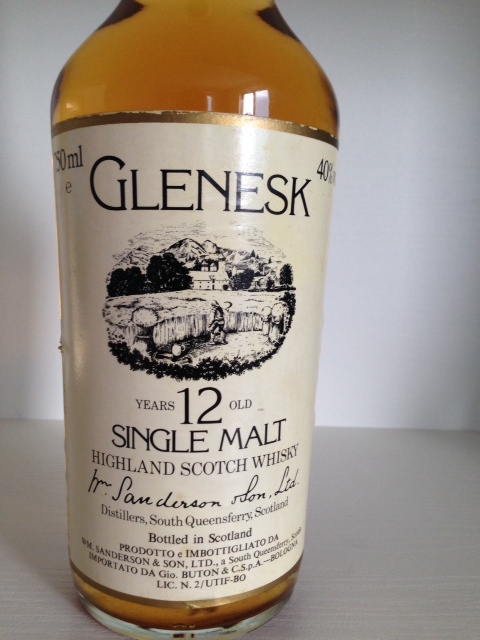 50ml
e
40%
GLENESK
YEARS 12 OLD
SINGLE MALT
HIGHLAND SCOTCH WHISKY
Wm. Sanderson & Son, Ltd.
Distillers, South Queensferry, Scotland
Bottled in Scotland
PRODOTTO e IMBOTTIGLIATO DA
WM. SANDERSON & SON, LTD., a South Queensferry, Scozia
IMPORTATO DA Gio. BUTON & C.S.p.A.—BOLOGNA
LIC. N. 2/UTIF-BO